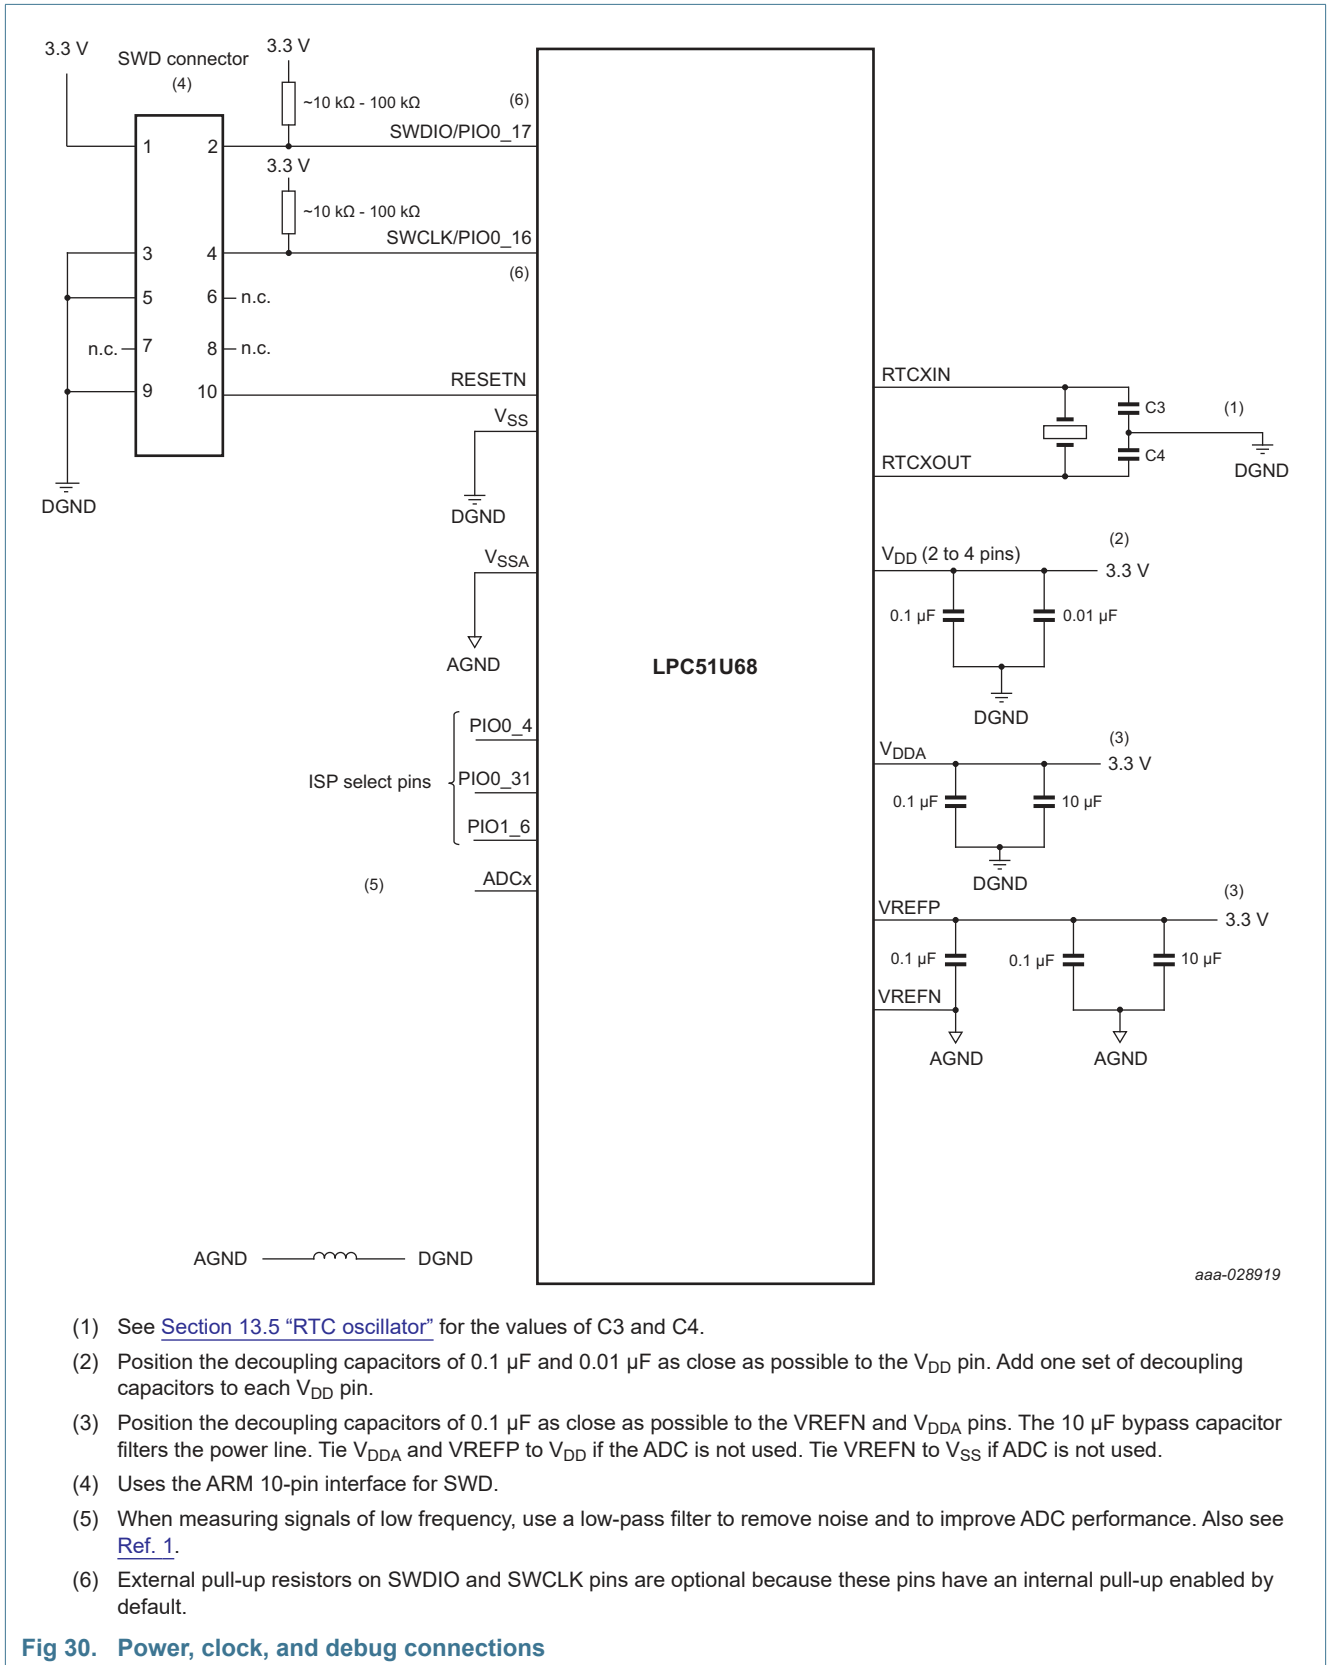 3.3 V
SWD connector
(4)
3.3 V
~10 kΩ - 100 kΩ
(6)
SWDIO/PIO0_17
1
2
3.3 V
~10 kΩ - 100 kΩ
SWCLK/PIO0_16
3
4
(6)
5
6
n.c.
n.c.
7
8
n.c.
9
10
RESETN
VSS
DGND
DGND
VSSA
AGND
LPC51U68
ISP select pins
PIO0_4
PIO0_31
PIO1_6
(5)
ADCx
RTCXIN
C3
(1)
RTCXOUT
C4
DGND
VDD (2 to 4 pins)
(2)
3.3 V
0.1 µF
0.01 µF
DGND
VDDA
(3)
3.3 V
0.1 µF
10 µF
DGND
VREFP
(3)
3.3 V
0.1 µF
0.1 µF
10 µF
VREFN
AGND
AGND
AGND
DGND
aaa-028919
(1) See Section 13.5 “RTC oscillator” for the values of C3 and C4.
(2) Position the decoupling capacitors of 0.1 µF and 0.01 µF as close as possible to the VDD pin. Add one set of decoupling
capacitors to each VDD pin.
(3) Position the decoupling capacitors of 0.1 µF as close as possible to the VREFN and VDDA pins. The 10 µF bypass capacitor
filters the power line. Tie VDDA and VREFP to VDD if the ADC is not used. Tie VREFN to VSS if ADC is not used.
(4) Uses the ARM 10-pin interface for SWD.
(5) When measuring signals of low frequency, use a low-pass filter to remove noise and to improve ADC performance. Also see
Ref. 1.
(6) External pull-up resistors on SWDIO and SWCLK pins are optional because these pins have an internal pull-up enabled by
default.
Fig 30. Power, clock, and debug connections